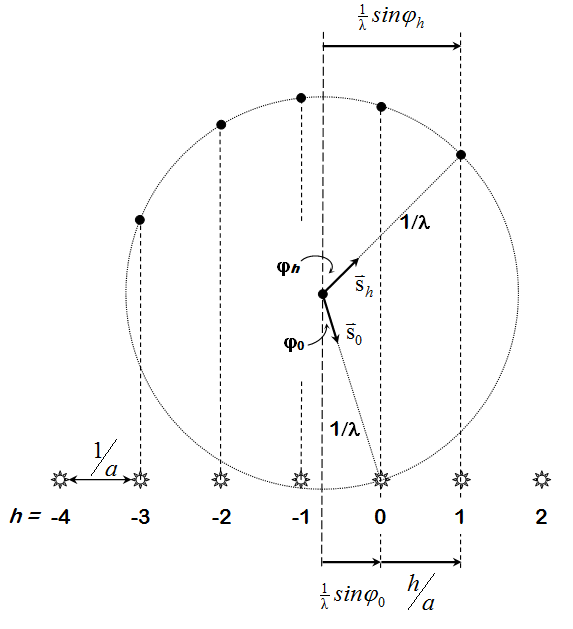 1/λ sinφh
1/λ
φh
s⃗h
φ0
s⃗0
1/λ
1/a
h = -4 -3 -2 -1 0 1 2
1/λ sinφ0 h/a